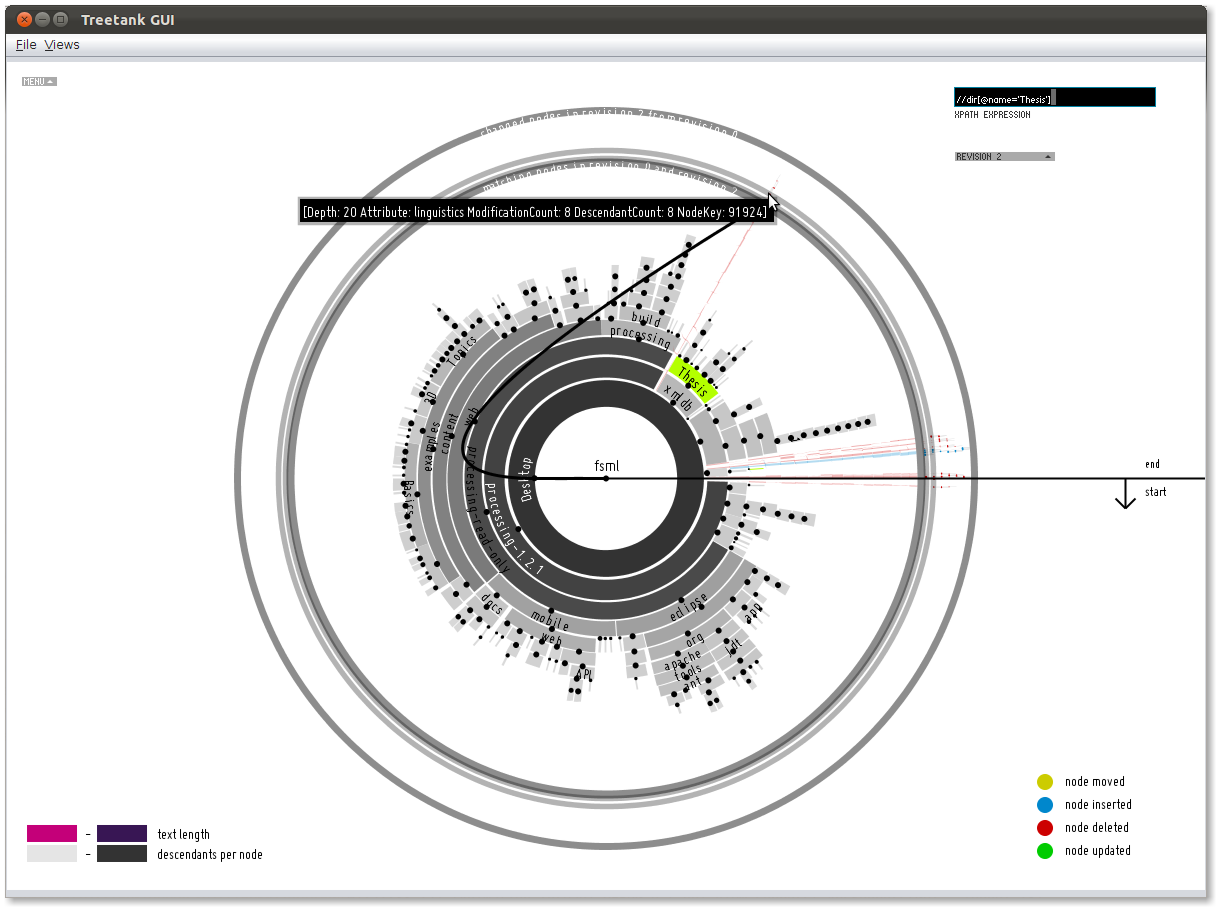 Treetank GUI
File Views
MENU
//dir[@name='Thesis']
XPATH EXPRESSION
REVISION 2
changed nodes in revision 2 from revision 0
matching nodes in revision 0 and revision 2
[Depth: 20 Attribute: linguistics ModificationCount: 8 DescendantCount: 8 NodeKey: 91924]
build
processing
Topics
Thesis
xmldb
3D
web
content
examples
fsml
Desktop
processing-1.2.1
processing-read-only
Basics
end
start
docs
mobile
web
API
eclipse
app
org
jdt
apache
tools
ant
node moved
node inserted
node deleted
node updated
- text length
- descendants per node